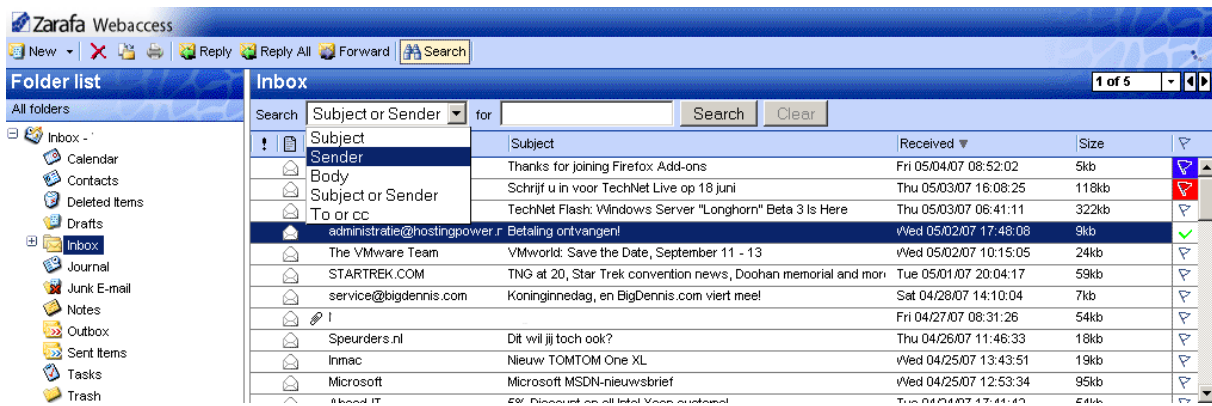 Zarafa Webaccess
New Reply Reply All Forward Search
Folder list
All folders
Inbox -
Calendar
Contacts
Deleted Items
Drafts
Inbox
Journal
Junk E-mail
Notes
Outbox
Sent Items
Tasks
Trash
Inbox 1 of 5
Search Subject or Sender for Search Clear
Subject
Sender
Body
Subject or Sender
To or cc
! Subject Received Size
Thanks for joining Firefox Add-ons Fri 05/04/07 08:52:02 5kb
Schrijf u in voor TechNet Live op 18 juni Thu 05/03/07 16:08:25 118kb
TechNet Flash: Windows Server "Longhorn" Beta 3 Is Here Thu 05/03/07 06:41:11 322kb
administratie@hostingpower.r Betaling ontvangen! Wed 05/02/07 17:48:08 9kb
The VMware Team VMworld: Save the Date, September 11 - 13 Wed 05/02/07 10:15:05 24kb
STARTREK.COM TNG at 20, Star Trek convention news, Doohan memorial and more Tue 05/01/07 20:04:17 59kb
service@bigdennis.com Koninginnedag, en BigDennis.com viert mee! Sat 04/28/07 14:10:04 7kb
Fri 04/27/07 08:31:26 54kb
Speurders.nl Dit wil jij toch ook? Thu 04/26/07 11:46:33 18kb
Inmac Nieuw TOMTOM One XL Wed 04/25/07 13:43:51 19kb
Microsoft Microsoft MSDN-nieuwsbrief Wed 04/25/07 12:53:34 95kb